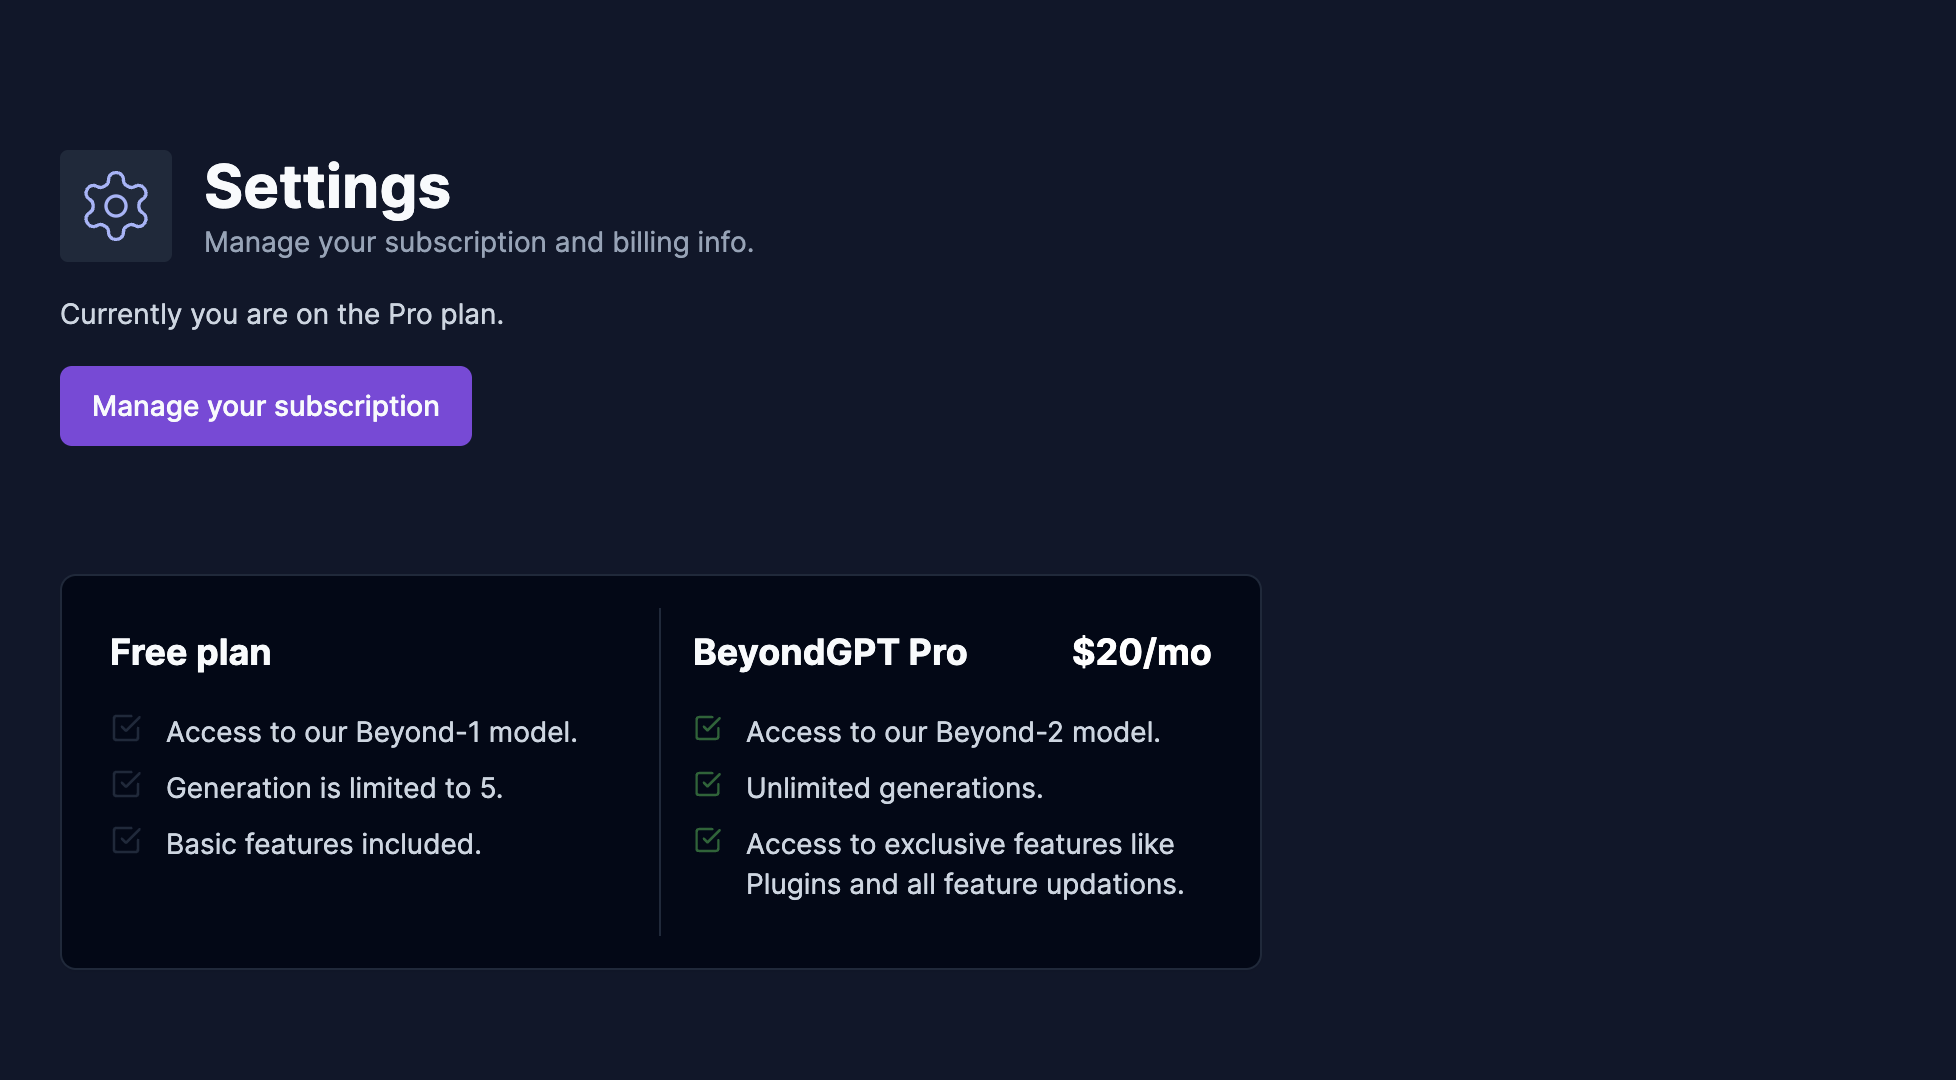 Settings
Manage your subscription and billing info.
Currently you are on the Pro plan.
Manage your subscription
Free plan
Access to our Beyond-1 model.
Generation is limited to 5.
Basic features included.
BeyondGPT Pro $20/mo
Access to our Beyond-2 model.
Unlimited generations.
Access to exclusive features like
Plugins and all feature updations.